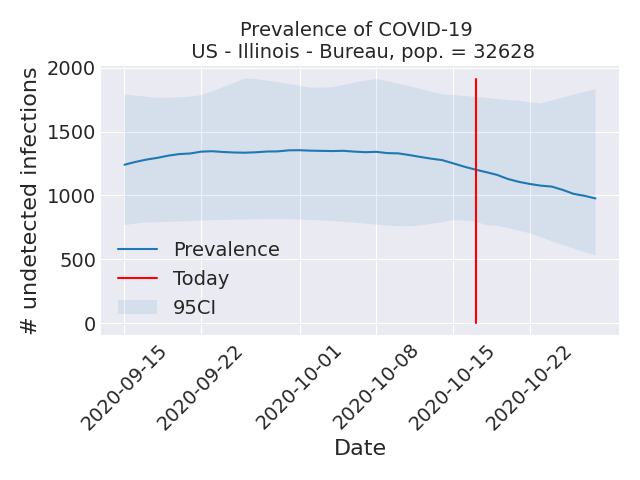 Prevalence of COVID-19
US - Illinois - Bureau, pop. = 32628
# undetected infections
2000
1500
1000
500
0
Prevalence
Today
95CI
2020-09-15
2020-09-22
2020-10-01
2020-10-08
2020-10-15
2020-10-22
Date